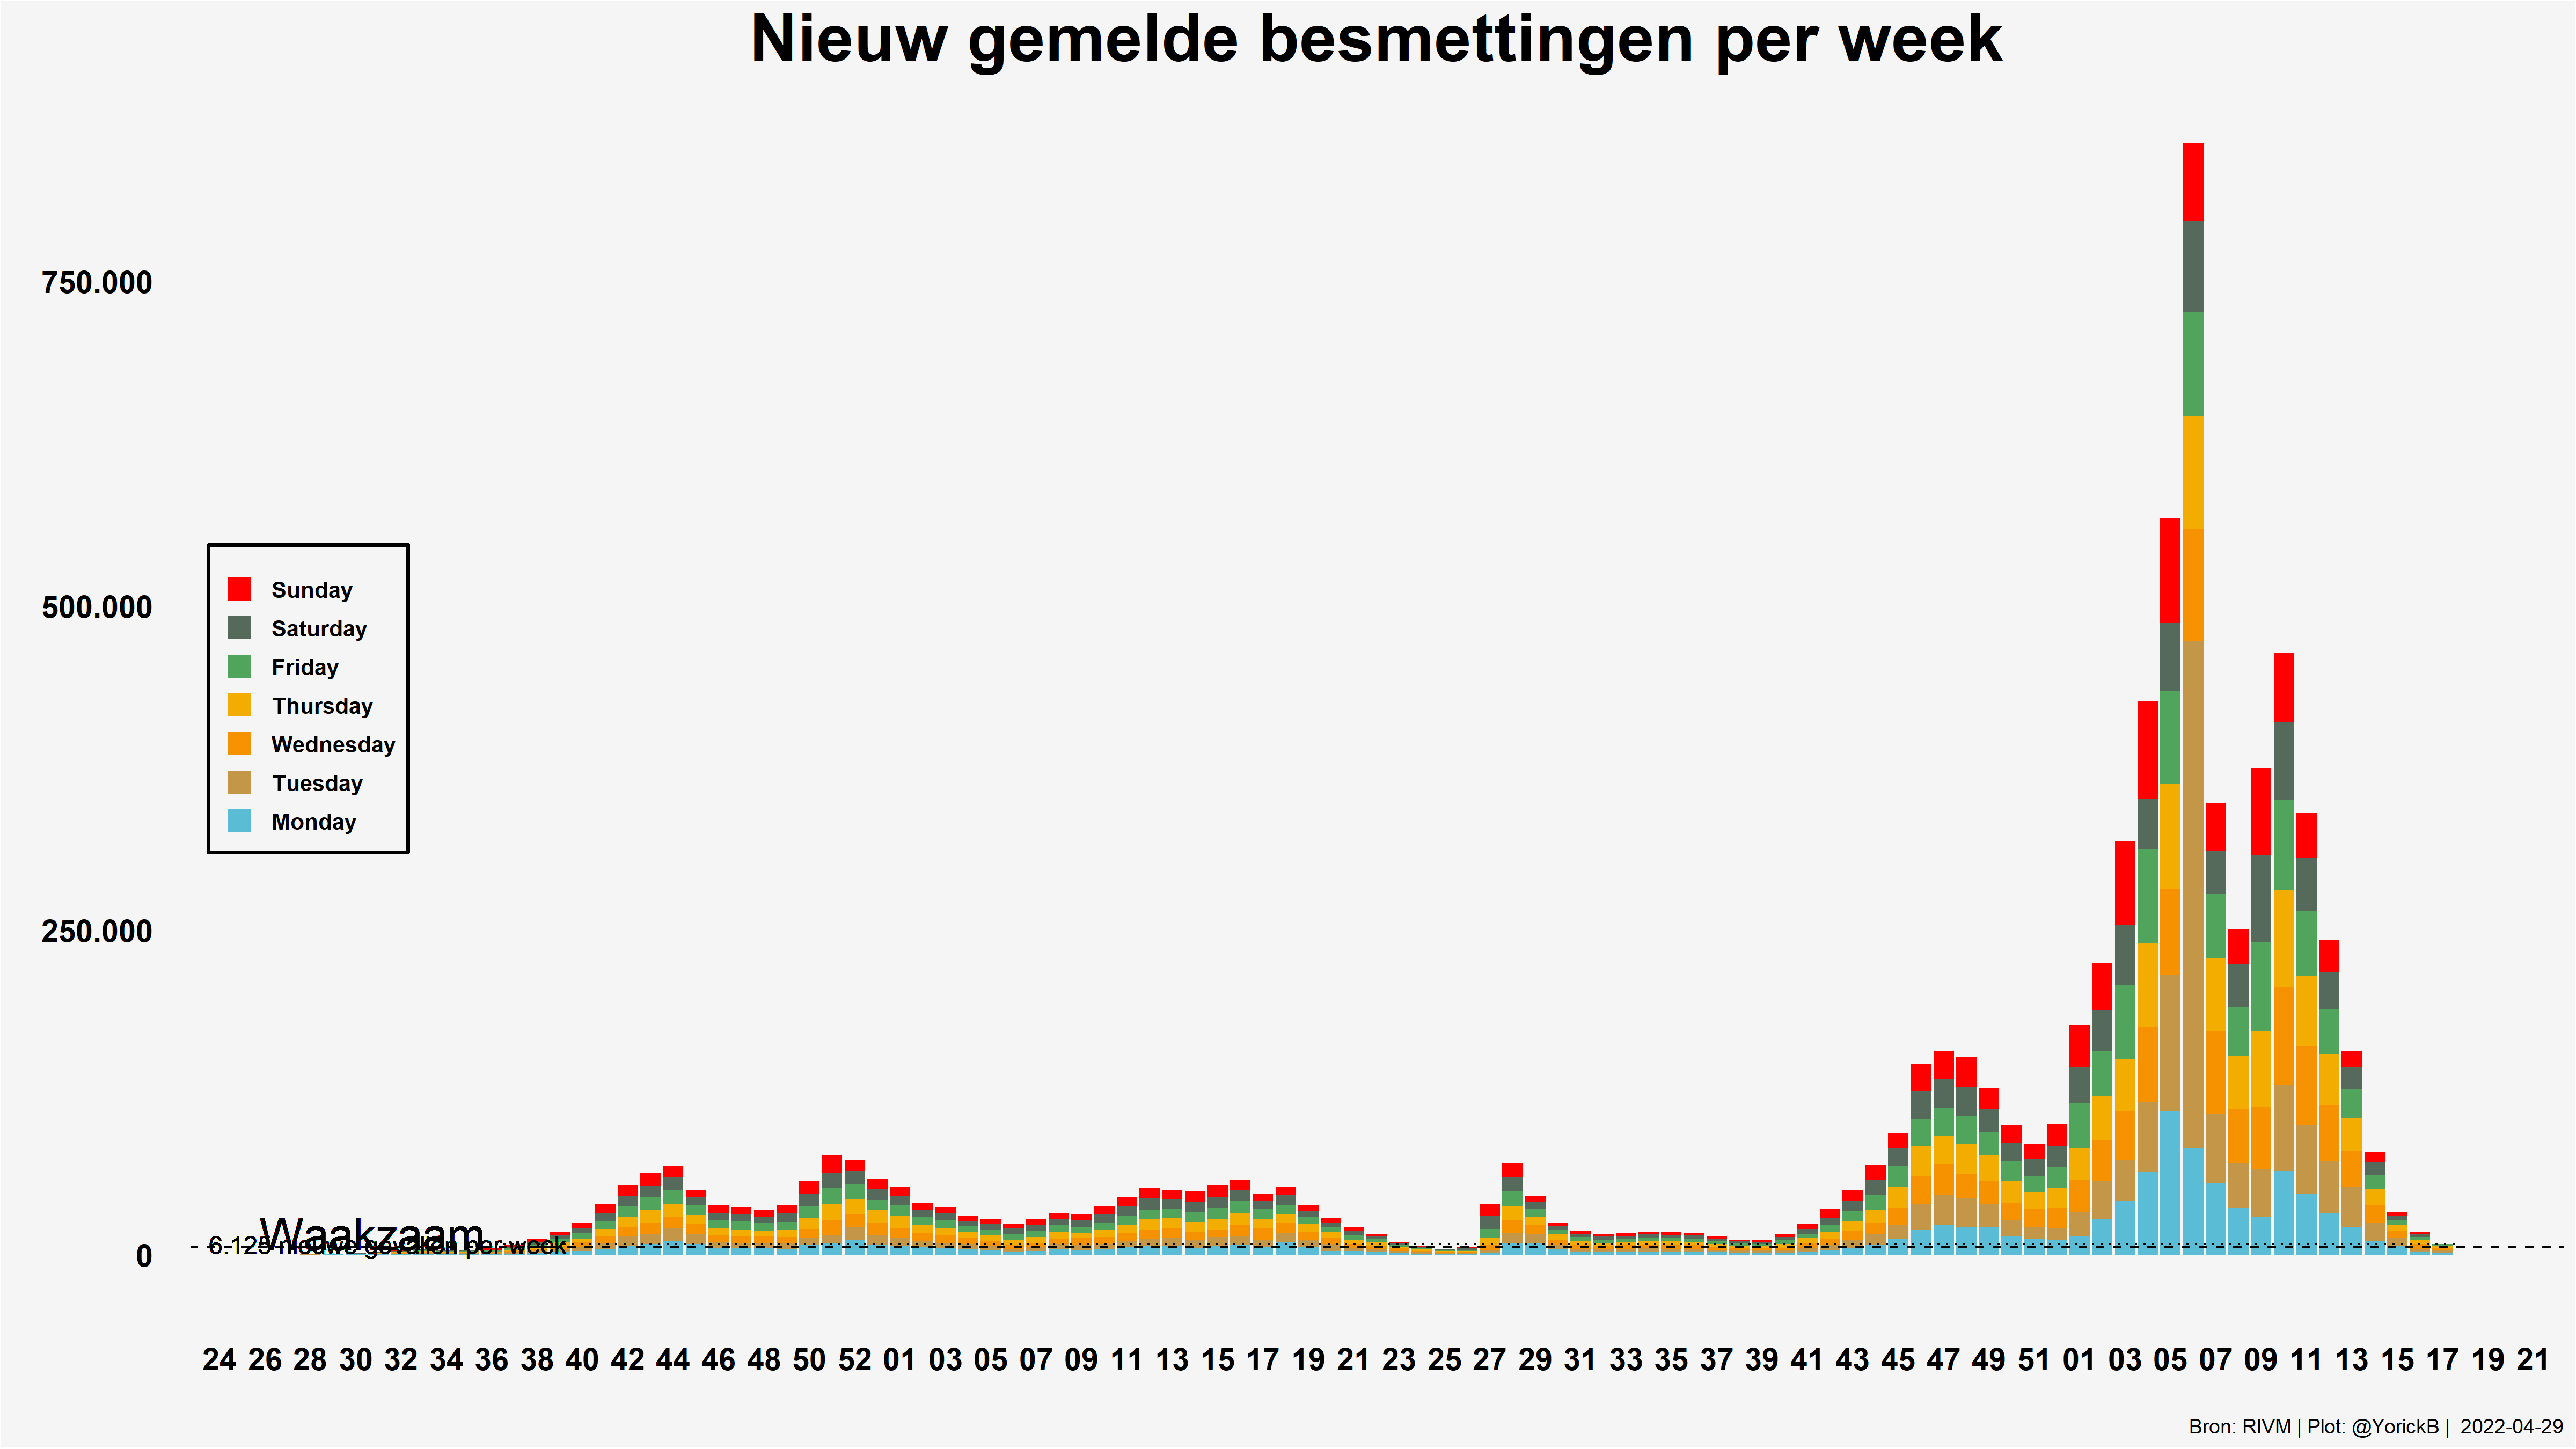 Nieuw gemelde besmettingen per week
750.000
500.000
250.000
0
Sunday
Saturday
Friday
Thursday
Wednesday
Tuesday
Monday
Waakzaam
6.125 nieuwe gevallen per week
24 26 28 30 32 34 36 38 40 42 44 46 48 50 52 01 03 05 07 09 11 13 15 17 19 21 23 25 27 29 31 33 35 37 39 41 43 45 47 49 51 01 03 05 07 09 11 13 15 17 19 21
Bron: RIVM | Plot: @YorickB | 2022-04-29